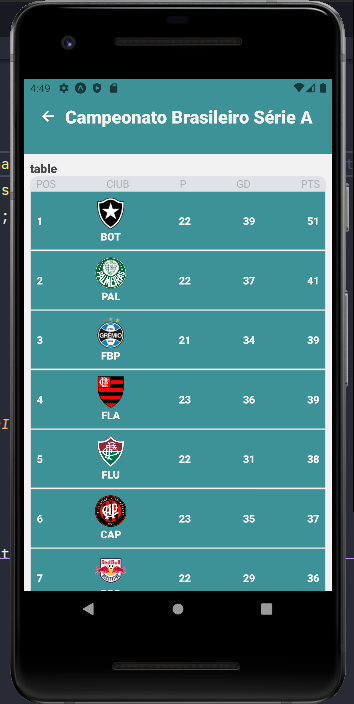 4:49
Campeonato Brasileiro Série A
table
POS CIUB P GD PTS
1 BOT 22 39 51
2 PAL 22 37 41
3 FBP 21 34 39
4 FLA 23 36 39
5 FLU 22 31 38
6 CAP 23 35 37
7 22 29 36